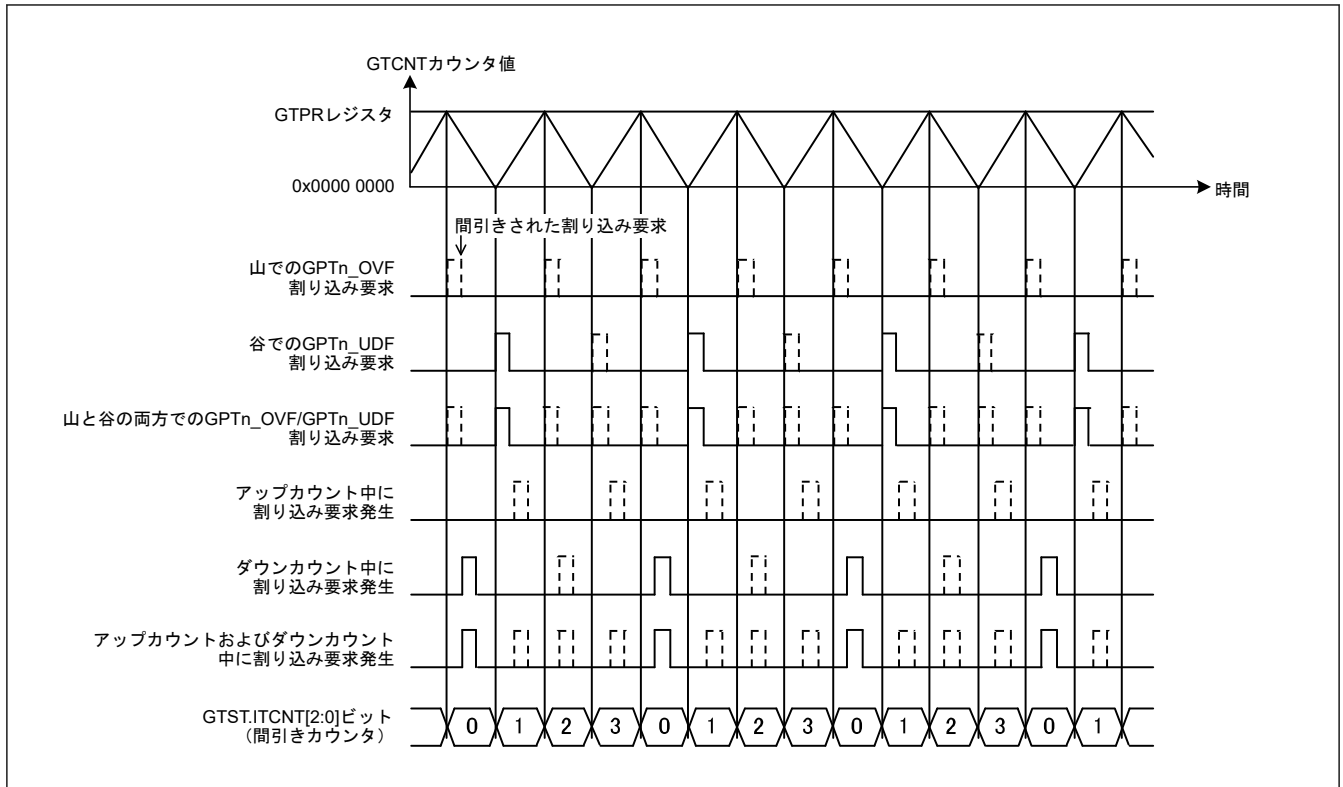 GTCNTカウンタ値
GTPRレジスタ
0x0000 0000
時間
間引きされた割り込み要求
山でのGPTn_OVF
割り込み要求
谷でのGPTn_UDF
割り込み要求
山と谷の両方でのGPTn_OVF/GPTn_UDF
割り込み要求
アップカウント中に
割り込み要求発生
ダウンカウント中に
割り込み要求発生
アップカウントおよびダウンカウント
中に割り込み要求発生
GTST.ITCNT[2:0]ビット
（間引きカウンタ）
0 1 2 3 0 1 2 3 0 1 2 3 0 1